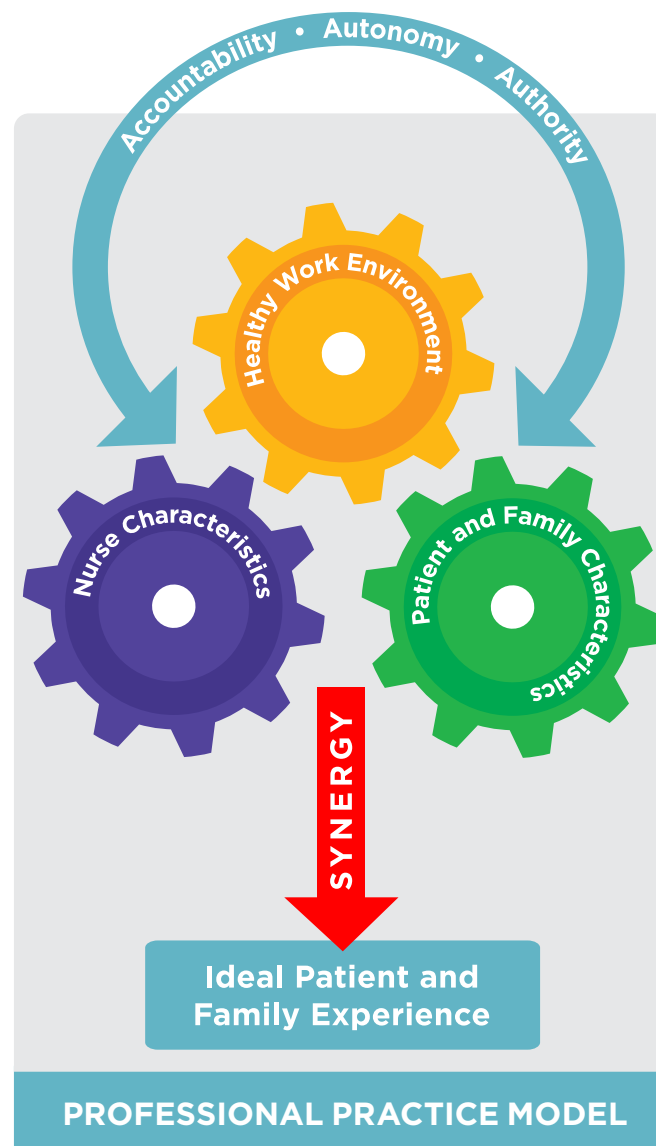 Accountability • Autonomy • Authority
Healthy Work Environment
Nurse Characteristics
Patient and Family Characteristics
SYNERGY
Ideal Patient and
Family Experience
PROFESSIONAL PRACTICE MODEL